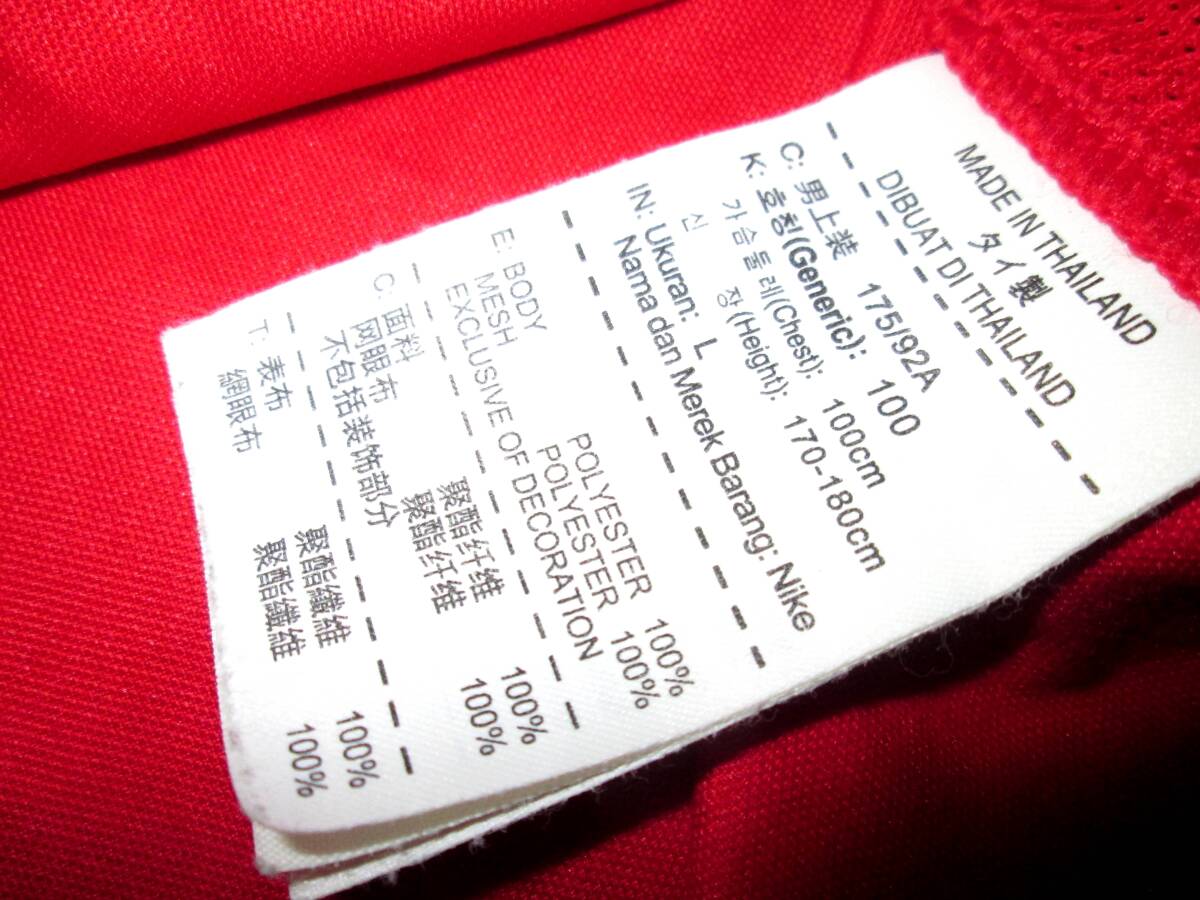 MADE IN THAILAND
タイ製
DIBUAT DI THAILAND
C: 男上装 175/92A
K: 호칭(Generic): 100
가슴둘레(Chest): 100cm
신 장(Height): 170-180cm
IN: Ukuran: L
Nama dan Merek Barang: Nike
E: BODY POLYESTER 100%
MESH POLYESTER 100%
EXCLUSIVE OF DECORATION
C: 面料 聚酯纤维 100%
网眼布 聚酯纤维 100%
不包括装饰部分
T: 表布 聚酯纖維 100%
網眼布 聚酯纖維 100%